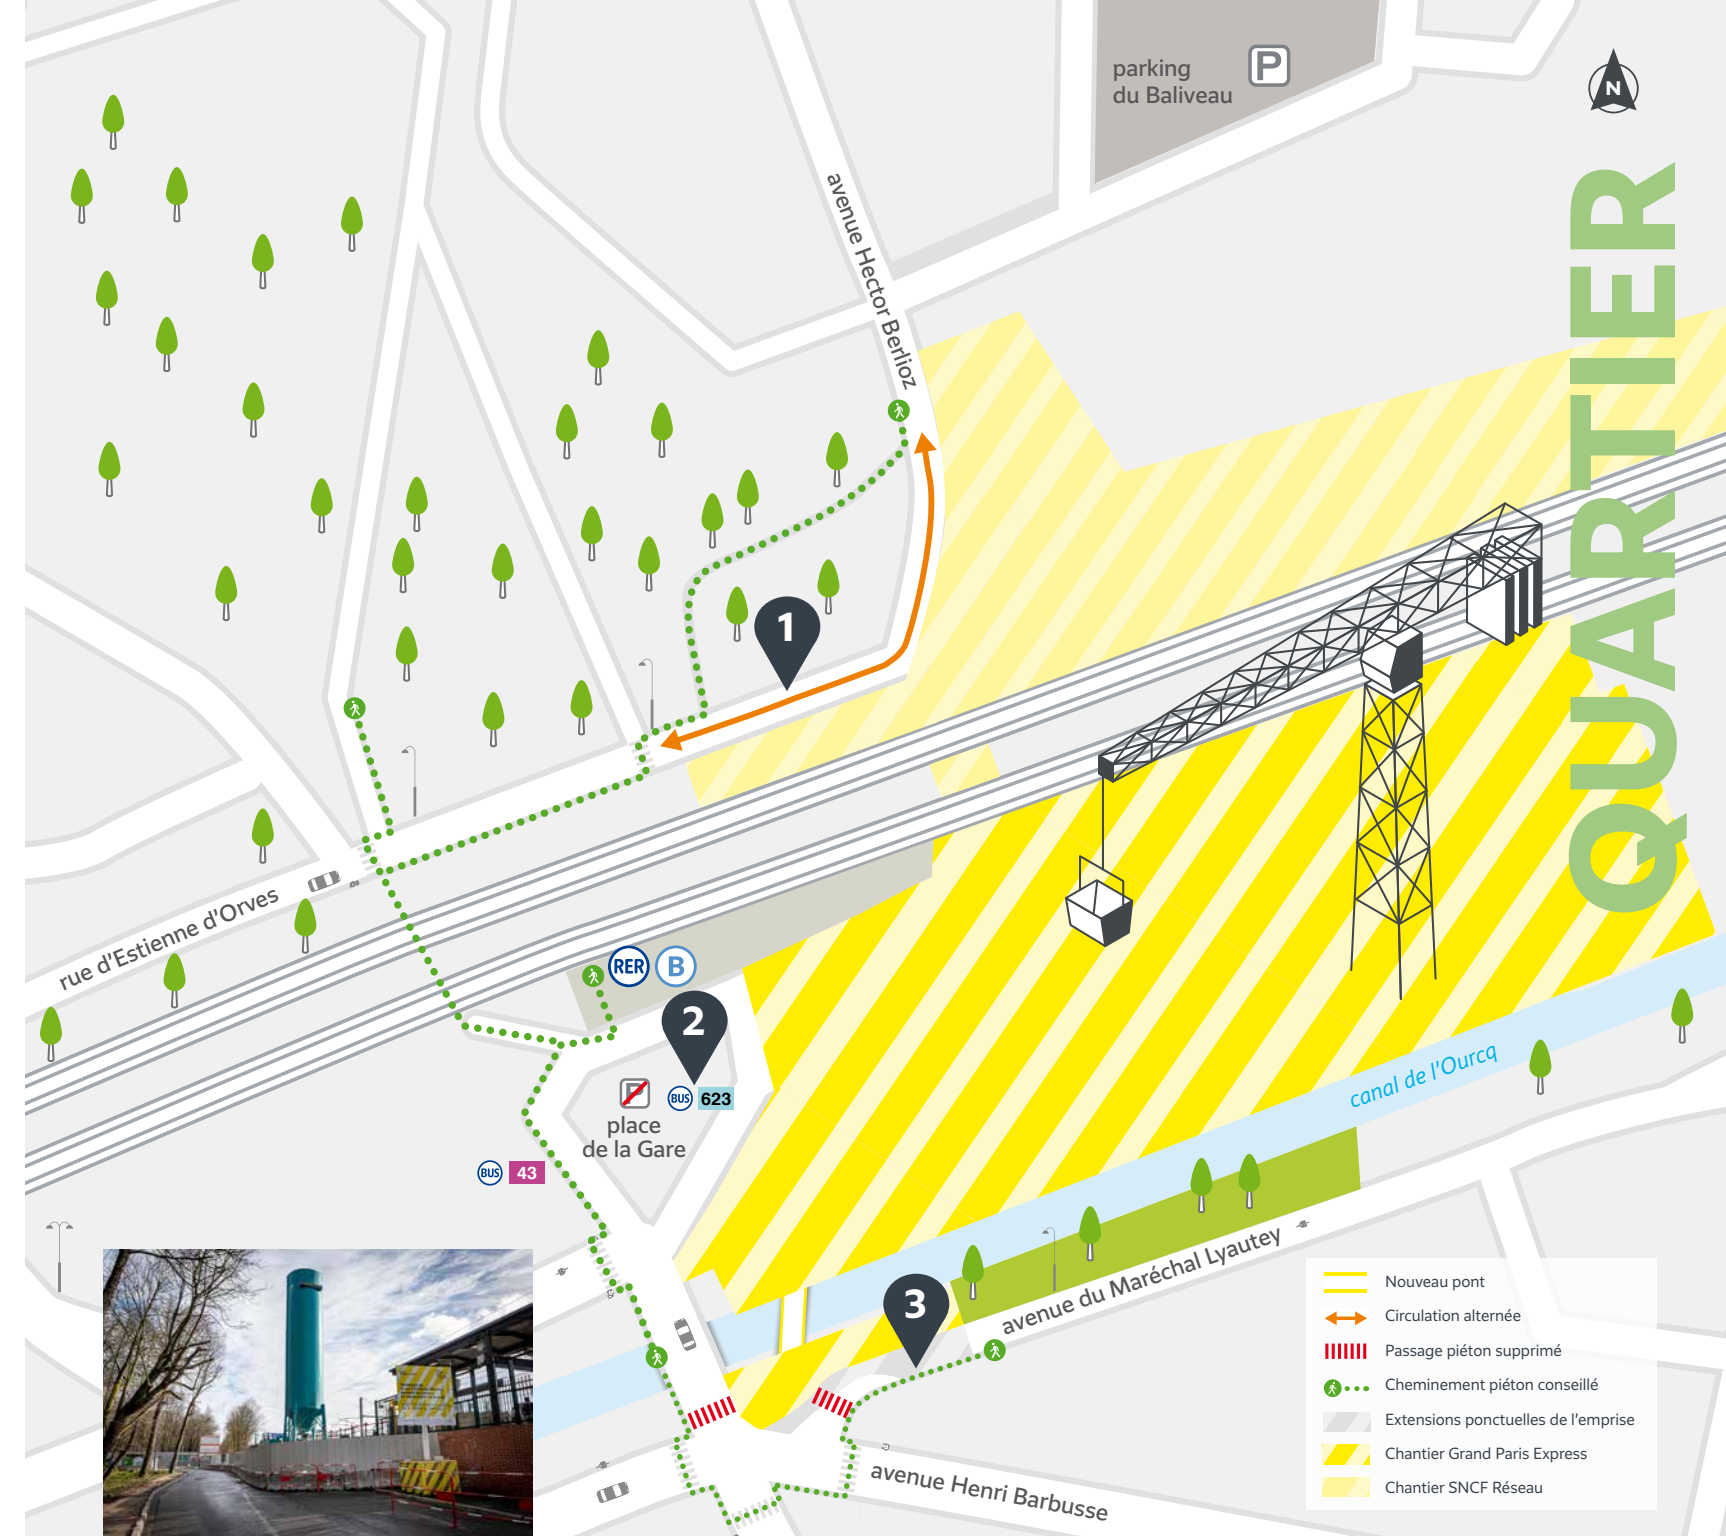 parking
du Baliveau
P
N
QUARTIER
avenue Hector Berlioz
1
rue d'Estienne d'Orves
RER B
2
P
BUS 623
place
de la Gare
BUS 43
canal de l'Ourcq
3
avenue du Maréchal Lyautey
avenue Henri Barbusse
Nouveau pont
Circulation alternée
Passage piéton supprimé
Cheminement piéton conseillé
Extensions ponctuelles de l'emprise
Chantier Grand Paris Express
Chantier SNCF Réseau